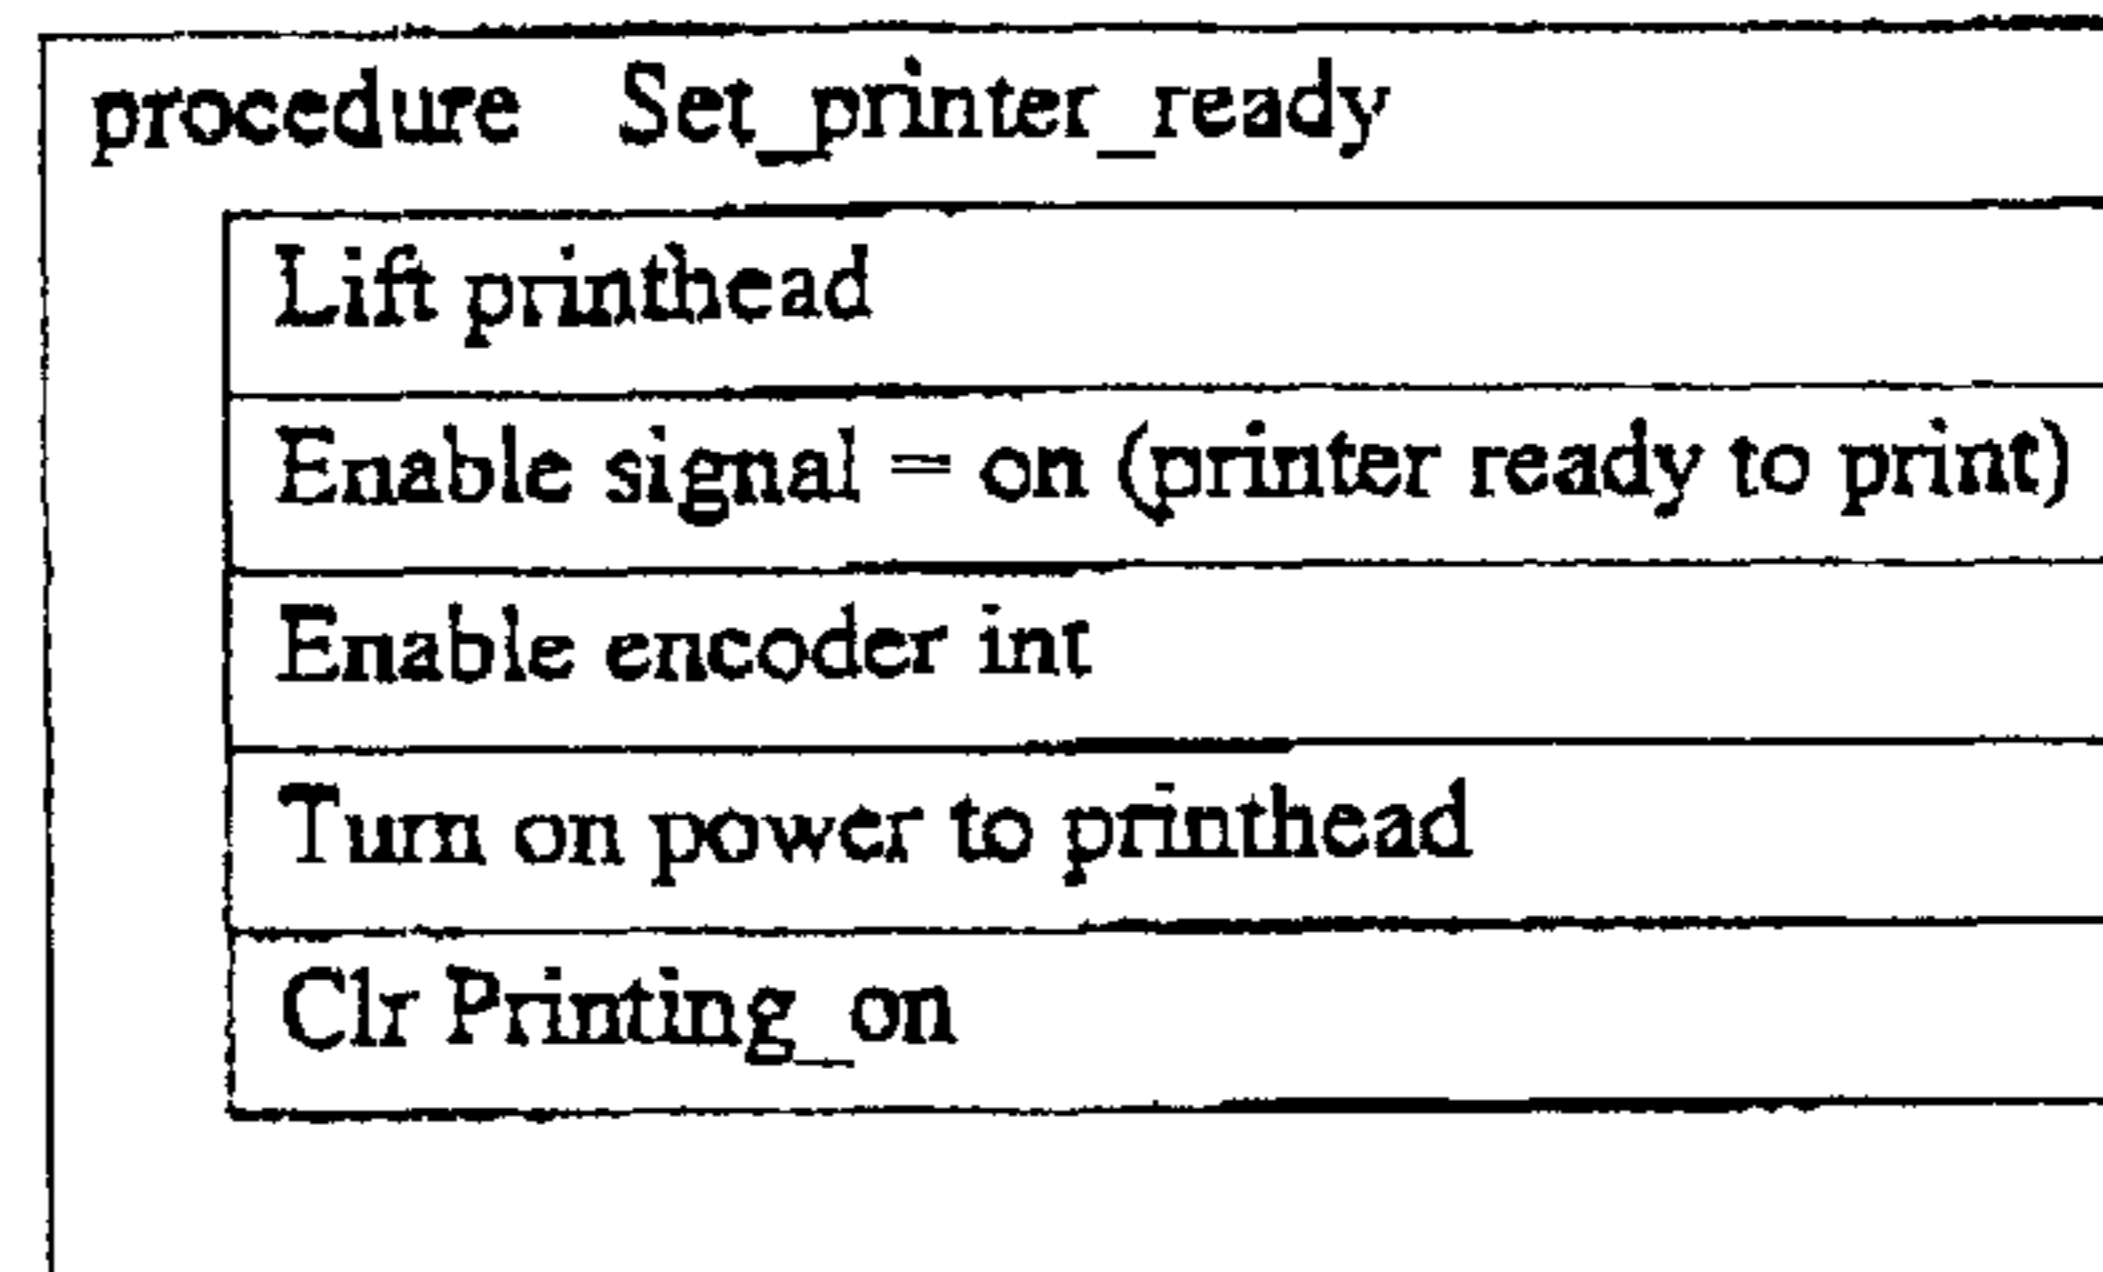 procedure Set_printer_ready
Lift printhead
Enable signal = on (printer ready to print)
Enable encoder int
Turn on power to printhead
Clr Printing_on